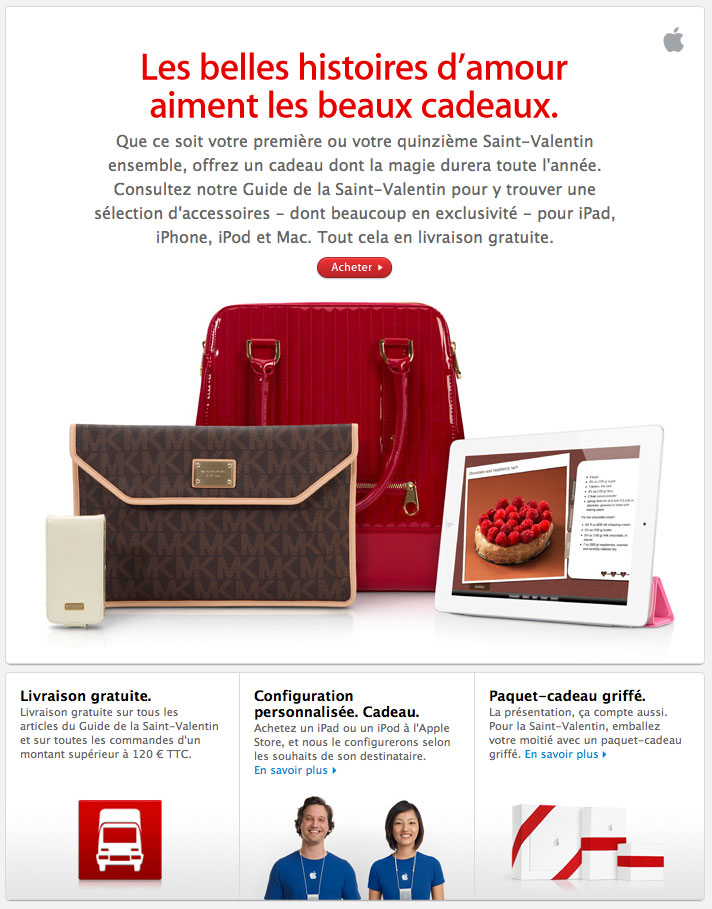 Les belles histoires d'amour
aiment les beaux cadeaux.
Que ce soit votre première ou votre quinzième Saint-Valentin
ensemble, offrez un cadeau dont la magie durera toute l'année.
Consultez notre Guide de la Saint-Valentin pour y trouver une
sélection d'accessoires – dont beaucoup en exclusivité – pour iPad,
iPhone, iPod et Mac. Tout cela en livraison gratuite.
Acheter
Chocolate and raspberry tart
Livraison gratuite.
Livraison gratuite sur tous les
articles du Guide de la Saint-Valentin
et sur toutes les commandes d'un
montant supérieur à 120 € TTC.
Configuration
personnalisée. Cadeau.
Achetez un iPad ou un iPod à l'Apple
Store, et nous le configurerons selon
les souhaits de son destinataire.
En savoir plus
Paquet-cadeau griffé.
La présentation, ça compte aussi.
Pour la Saint-Valentin, emballez
votre moitié avec un paquet-cadeau
griffé. En savoir plus